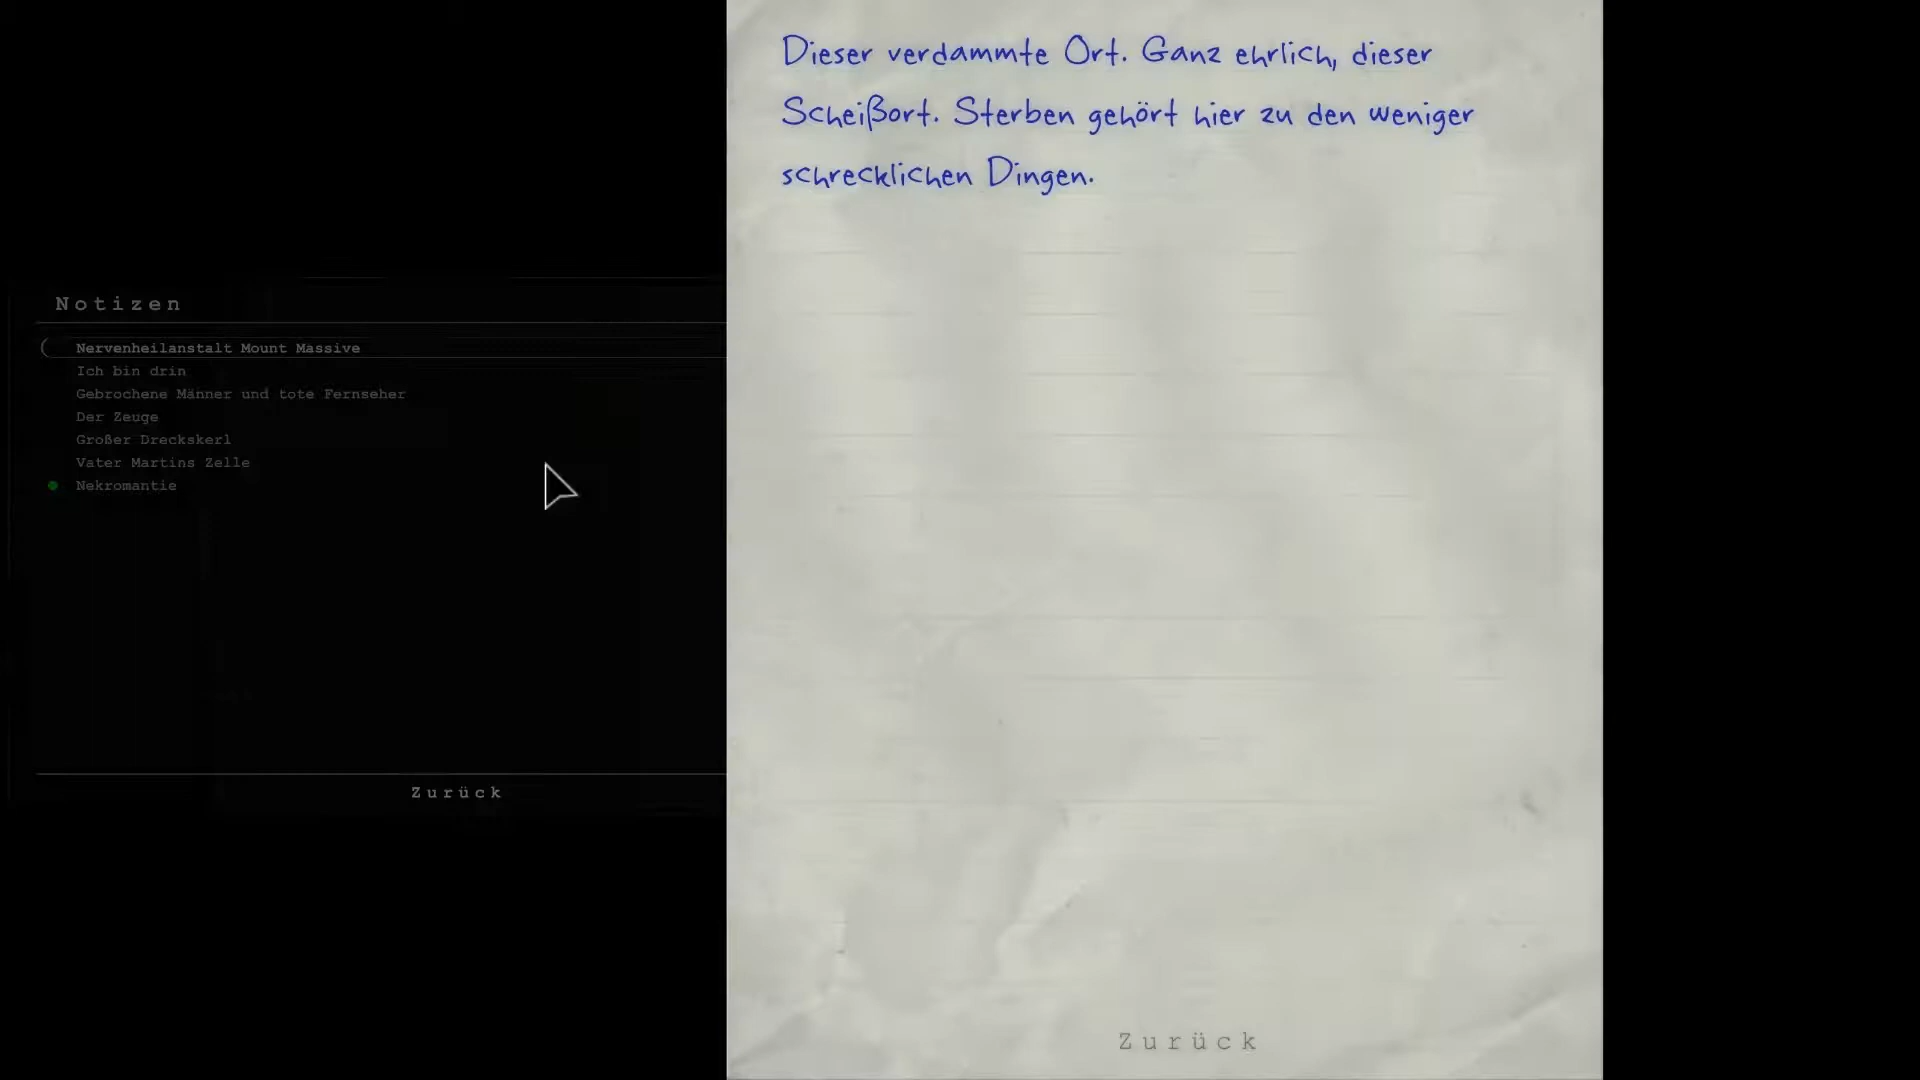 Notizen
Nervenheilanstalt Mount Massive
Ich bin drin
Gebrochene Männer und tote Fernseher
Der Zeuge
Großer Dreckskerl
Vater Martins Zelle
Nekromantie
Zurück
Dieser verdammte Ort. Ganz ehrlich, dieser
Scheißort. Sterben gehört hier zu den weniger
schrecklichen Dingen.
Zurück